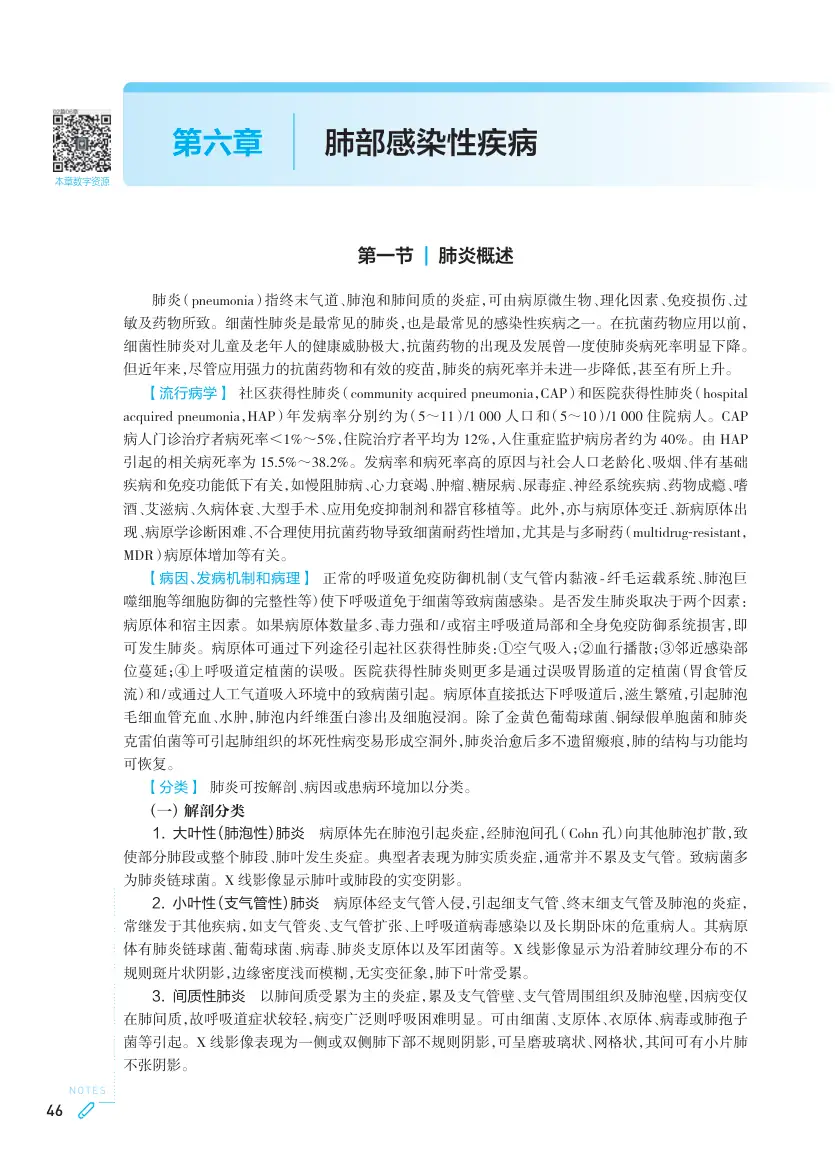 第六章 肺部感染性疾病
本章数字资源
第一节 | 肺炎概述
肺炎(pneumonia)指终末气道、肺泡和肺间质的炎症,可由病原微生物、理化因素、免疫损伤、过
敏及药物所致。细菌性肺炎是最常见的肺炎,也是最常见的感染性疾病之一。在抗菌药物应用以前,
细菌性肺炎对儿童及老年人的健康威胁极大,抗菌药物的出现及发展曾一度使肺炎病死率明显下降。
但近年来,尽管应用强力的抗菌药物和有效的疫苗,肺炎的病死率并未进一步降低,甚至有所上升。
【流行病学】 社区获得性肺炎(community acquired pneumonia,CAP)和医院获得性肺炎(hospital
acquired pneumonia,HAP)年发病率分别约为(5~11)/1 000 人口和(5~10)/1 000 住院病人。CAP
病人门诊治疗者病死率<1%~5%,住院治疗者平均为 12%,入住重症监护病房者约为 40%。由 HAP
引起的相关病死率为 15.5%~38.2%。发病率和病死率高的原因与社会人口老龄化、吸烟、伴有基础
疾病和免疫功能低下有关,如慢阻肺病、心力衰竭、肿瘤、糖尿病、尿毒症、神经系统疾病、药物成瘾、嗜
酒、艾滋病、久病体衰、大型手术、应用免疫抑制剂和器官移植等。此外,亦与病原体变迁、新病原体出
现、病原学诊断困难、不合理使用抗菌药物导致细菌耐药性增加,尤其是与多耐药(multidrug-resistant,
MDR)病原体增加等有关。
【病因、发病机制和病理】 正常的呼吸道免疫防御机制(支气管内黏液-纤毛运载系统、肺泡巨
噬细胞等细胞防御的完整性等)使下呼吸道免于细菌等致病菌感染。是否发生肺炎取决于两个因素:
病原体和宿主因素。如果病原体数量多、毒力强和/或宿主呼吸道局部和全身免疫防御系统损害,即
可发生肺炎。病原体可通过下列途径引起社区获得性肺炎:①空气吸入;②血行播散;③邻近感染部
位蔓延;④上呼吸道定植菌的误吸。医院获得性肺炎则更多是通过误吸胃肠道的定植菌(胃食管反
流)和/或通过人工气道吸入环境中的致病菌引起。病原体直接抵达下呼吸道后,滋生繁殖,引起肺泡
毛细血管充血、水肿,肺泡内纤维蛋白渗出及细胞浸润。除了金黄色葡萄球菌、铜绿假单胞菌和肺炎
克雷伯菌等可引起肺组织的坏死性病变易形成空洞外,肺炎治愈后多不遗留瘢痕,肺的结构与功能均
可恢复。
【分类】 肺炎可按解剖、病因或患病环境加以分类。
(一)解剖分类
1. 大叶性(肺泡性)肺炎 病原体先在肺泡引起炎症,经肺泡间孔(Cohn 孔)向其他肺泡扩散,致
使部分肺段或整个肺段、肺叶发生炎症。典型者表现为肺实质炎症,通常并不累及支气管。致病菌多
为肺炎链球菌。X 线影像显示肺叶或肺段的实变阴影。
2. 小叶性(支气管性)肺炎 病原体经支气管入侵,引起细支气管、终末细支气管及肺泡的炎症,
常继发于其他疾病,如支气管炎、支气管扩张、上呼吸道病毒感染以及长期卧床的危重病人。其病原
体有肺炎链球菌、葡萄球菌、病毒、肺炎支原体以及军团菌等。X 线影像显示为沿着肺纹理分布的不
规则斑片状阴影,边缘密度浅而模糊,无实变征象,肺下叶常受累。
3. 间质性肺炎 以肺间质受累为主的炎症,累及支气管壁、支气管周围组织及肺泡壁,因病变仅
在肺间质,故呼吸道症状较轻,病变广泛则呼吸困难明显。可由细菌、支原体、衣原体、病毒或肺孢子
菌等引起。X 线影像表现为一侧或双侧肺下部不规则阴影,可呈磨玻璃状、网格状,其间可有小片肺
不张阴影。
NOTES
46